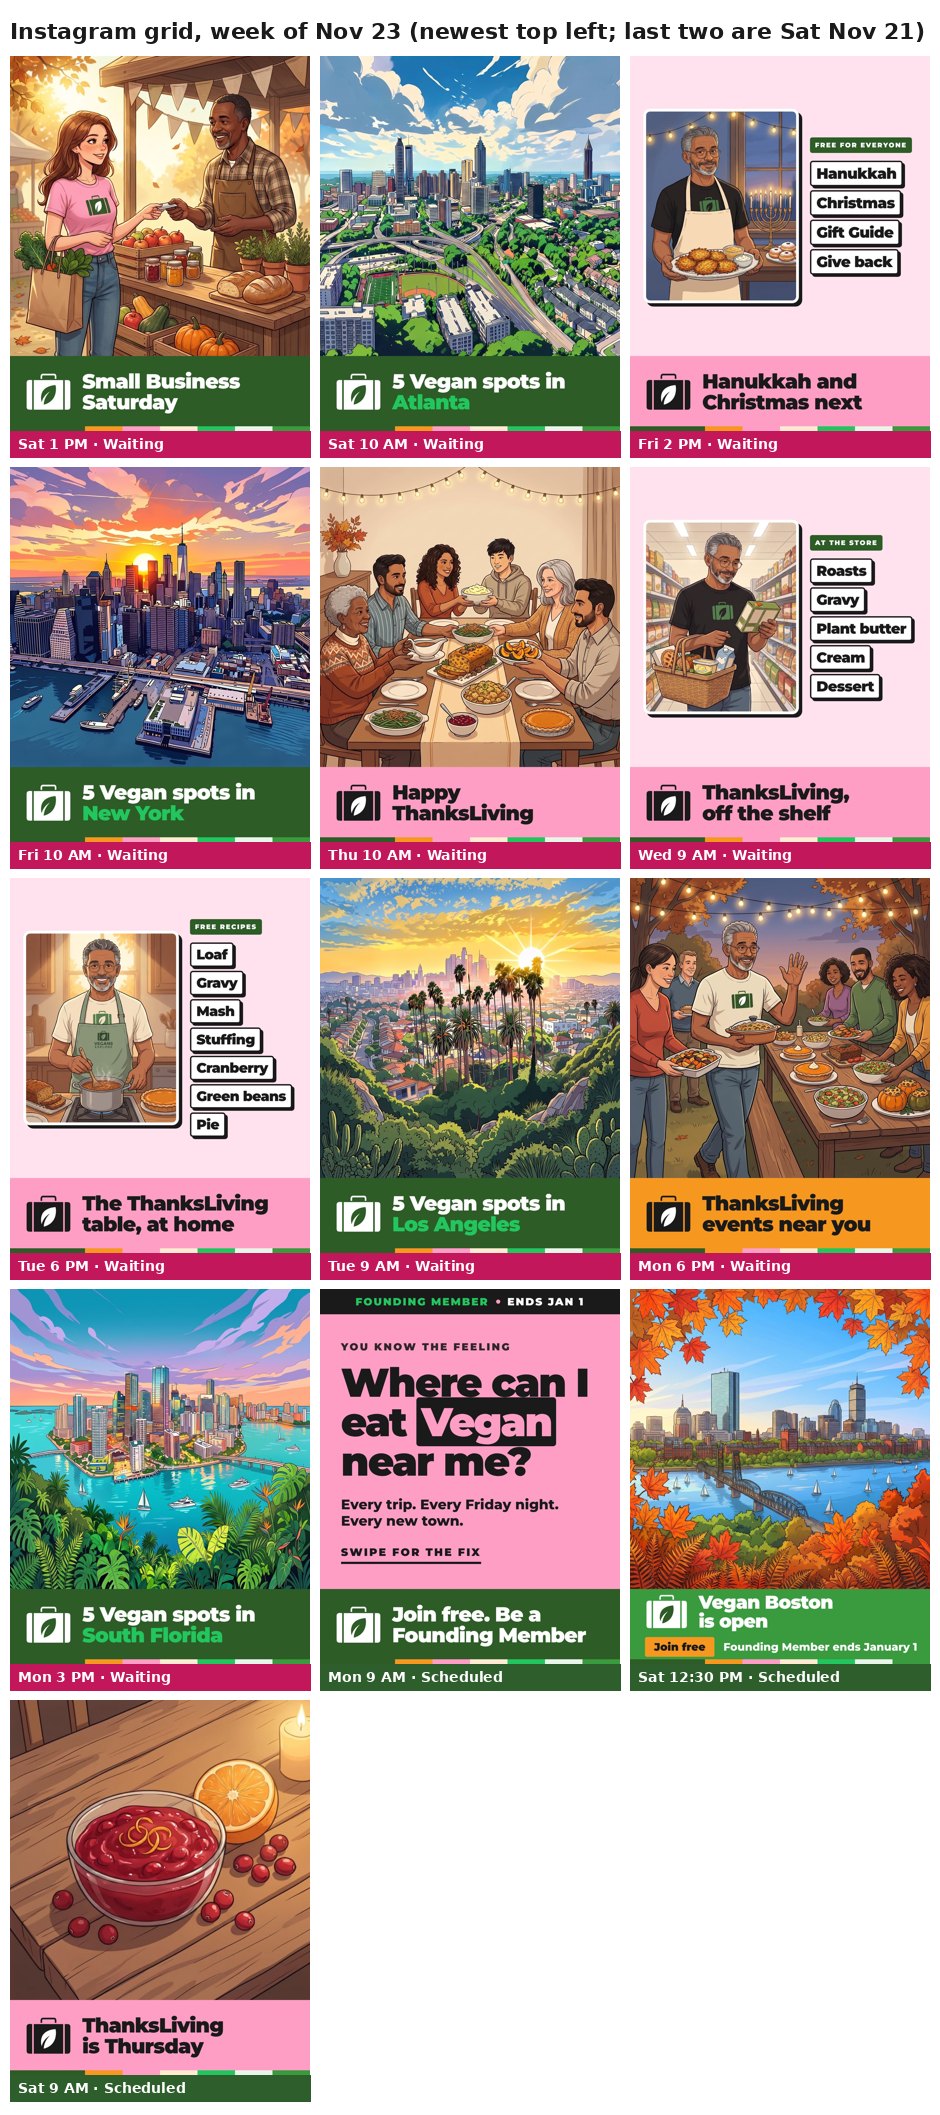 Instagram grid, week of Nov 23 (newest top left; last two are Sat Nov 21)
Small Business
Saturday
Sat 1 PM · Waiting
5 Vegan spots in
Atlanta
Sat 10 AM · Waiting
FREE FOR EVERYONE
Hanukkah
Christmas
Gift Guide
Give back
Hanukkah and
Christmas next
Fri 2 PM · Waiting
5 Vegan spots in
New York
Fri 10 AM · Waiting
Happy
ThanksLiving
Thu 10 AM · Waiting
AT THE STORE
Roasts
Gravy
Plant butter
Cream
Dessert
ThanksLiving,
off the shelf
Wed 9 AM · Waiting
FREE RECIPES
Loaf
Gravy
Mash
Stuffing
Cranberry
Green beans
Pie
VEGANS
The ThanksLiving
table, at home
Tue 6 PM · Waiting
5 Vegan spots in
Los Angeles
Tue 9 AM · Waiting
ThanksLiving
events near you
Mon 6 PM · Waiting
5 Vegan spots in
South Florida
Mon 3 PM · Waiting
FOUNDING MEMBER • ENDS JAN 1
YOU KNOW THE FEELING
Where can I
eat Vegan
near me?
Every trip. Every Friday night.
Every new town.
SWIPE FOR THE FIX
Join free. Be a
Founding Member
Mon 9 AM · Scheduled
Vegan Boston
is open
Join free Founding Member ends January 1
Sat 12:30 PM · Scheduled
ThanksLiving
is Thursday
Sat 9 AM · Scheduled